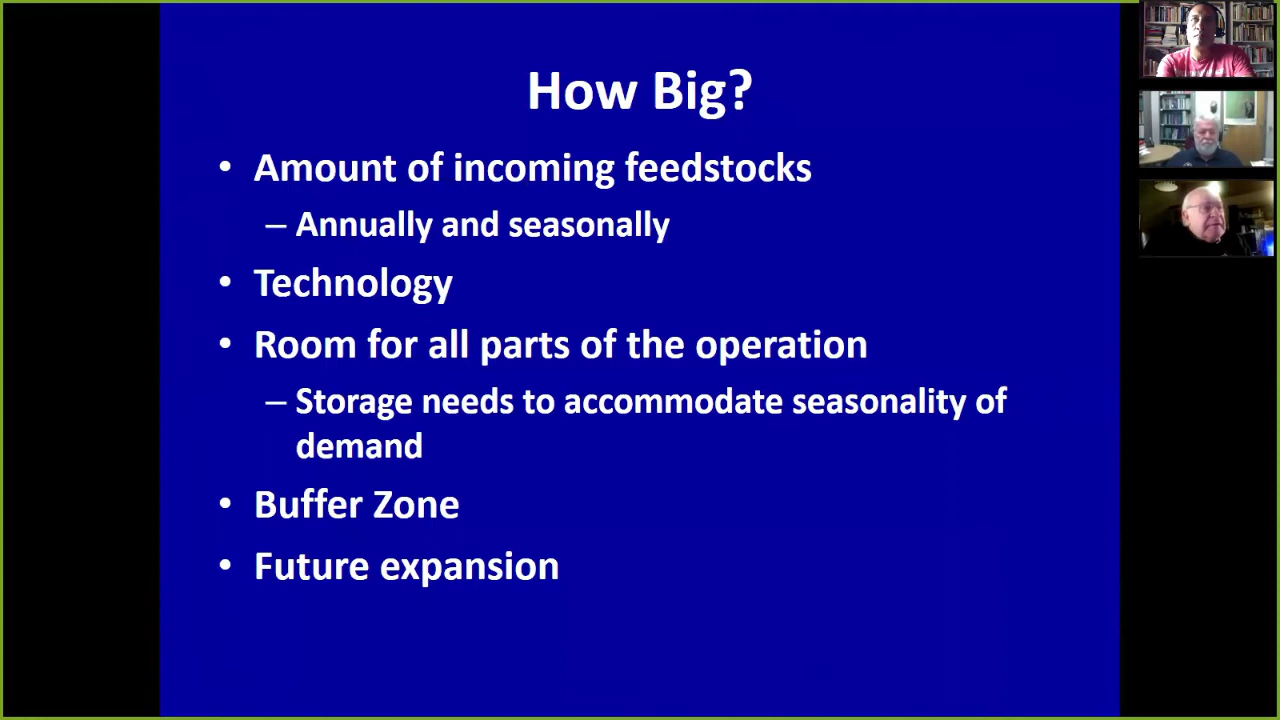 How Big?
• Amount of incoming feedstocks
– Annually and seasonally
• Technology
• Room for all parts of the operation
– Storage needs to accommodate seasonality of
demand
• Buffer Zone
• Future expansion